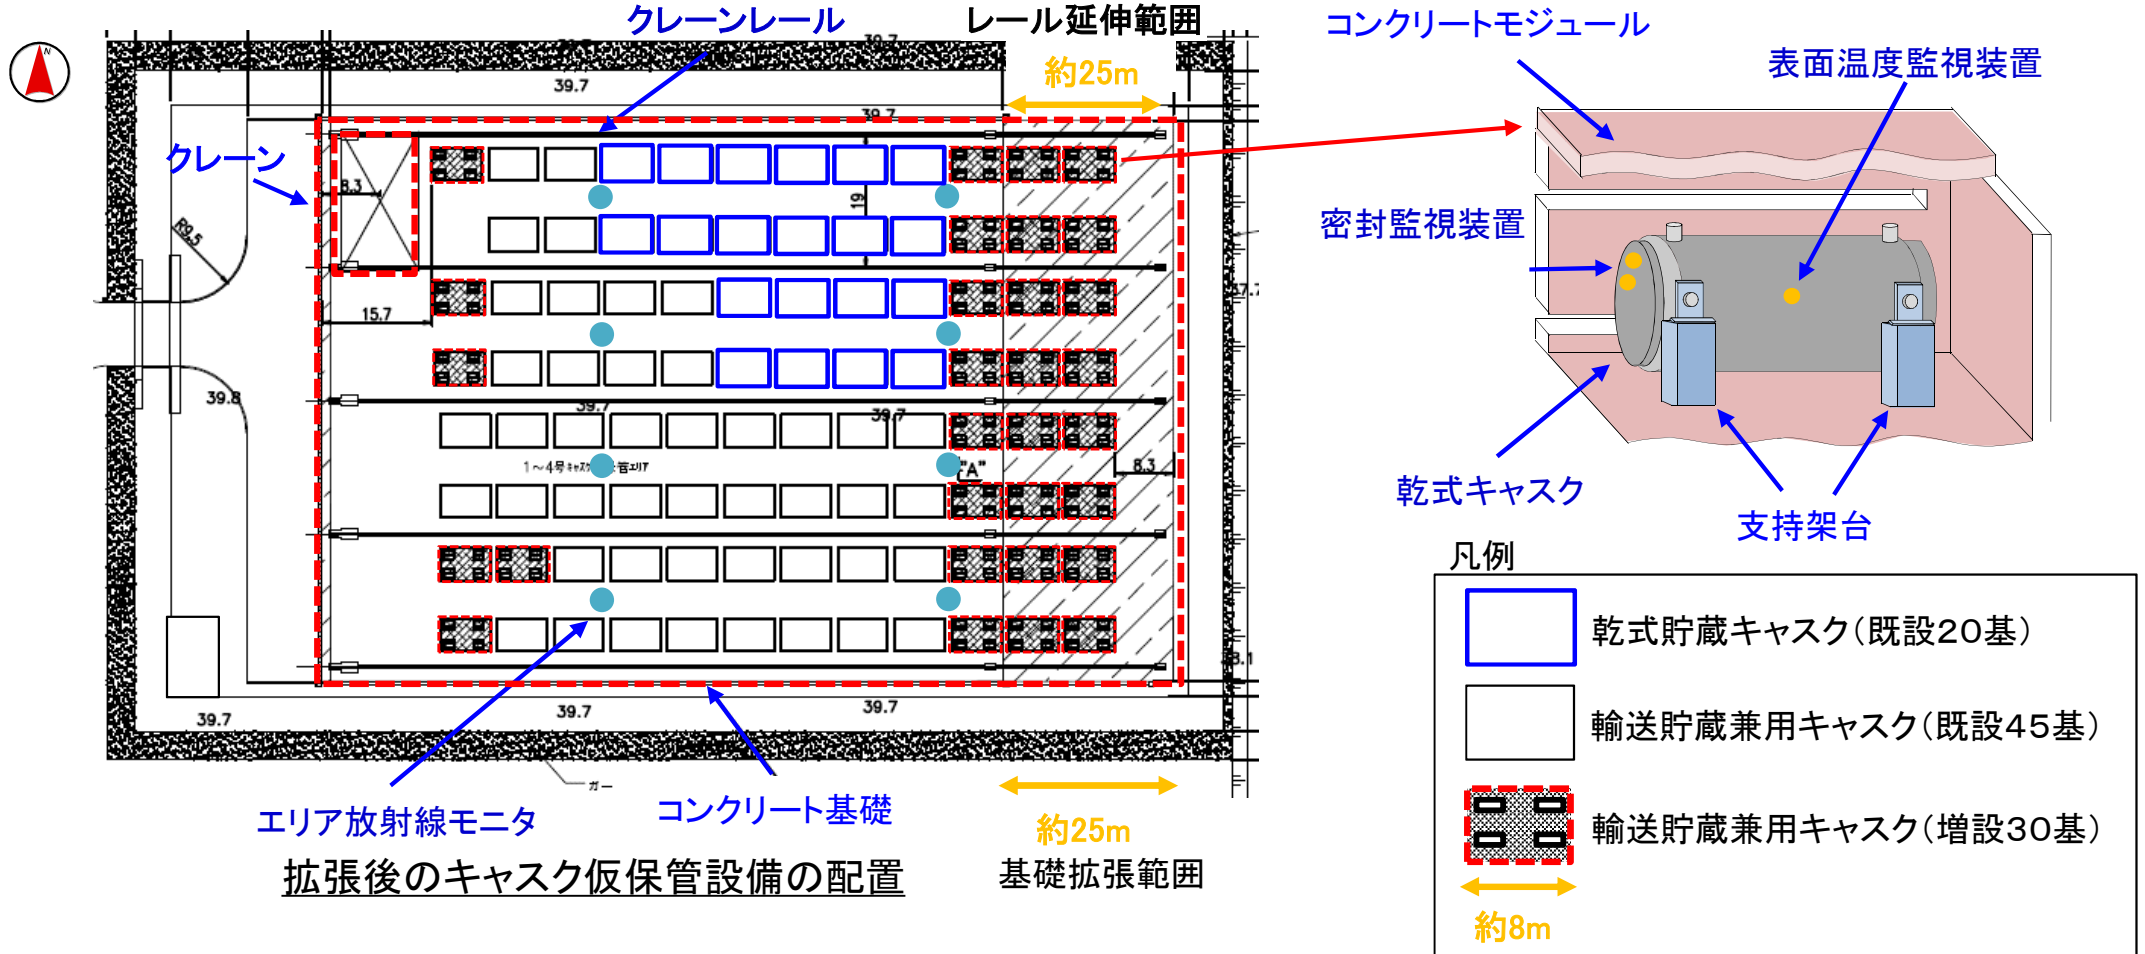 クレーンレール
レール延伸範囲
コンクリートモジュール
表面温度監視装置
N
39.7
約25m
39.7
39.7
クレーン
8.3
19
R9.5
密封監視装置
15.7
39.8
39.7
39.7
"A"
8.3
乾式キャスク
支持架台
凡例
乾式貯蔵キャスク(既設20基)
輸送貯蔵兼用キャスク(既設45基)
輸送貯蔵兼用キャスク(増設30基)
約8m
39.7
39.7
39.7
ガー
エリア放射線モニタ
コンクリート基礎
約25m
基礎拡張範囲
拡張後のキャスク仮保管設備の配置